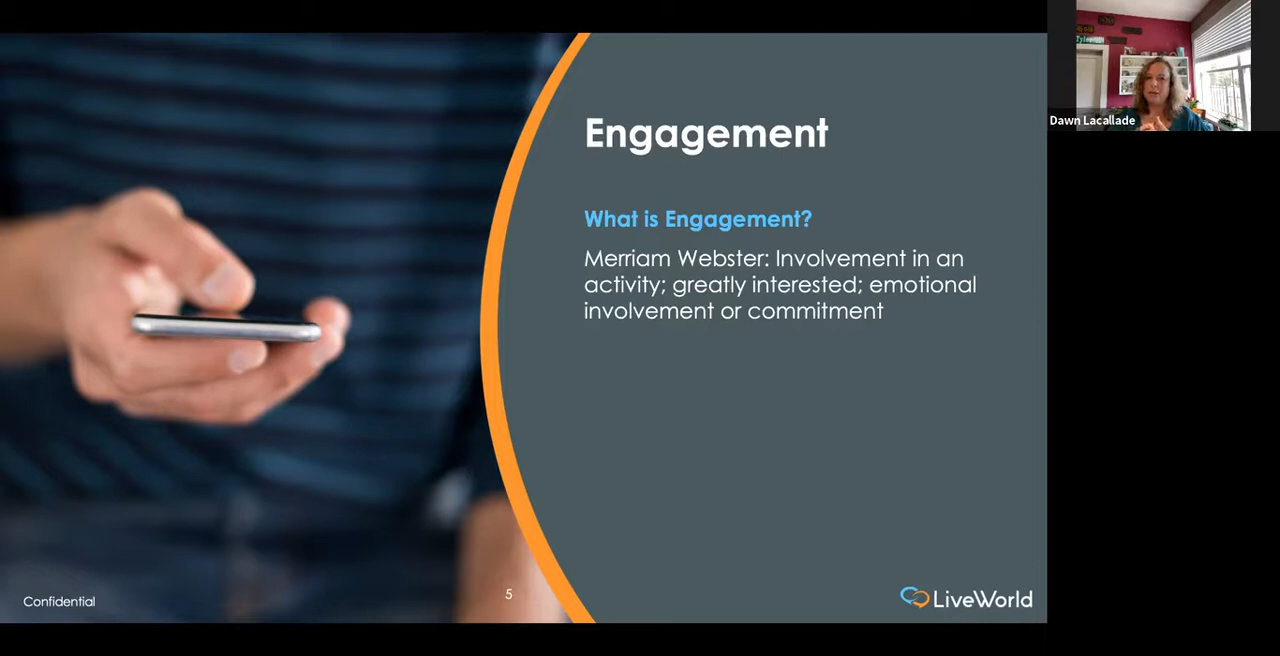 Engagement
What is Engagement?
Merriam Webster: Involvement in an
activity; greatly interested; emotional
involvement or commitment
Confidential
5
LiveWorld
Dawn Lacallade